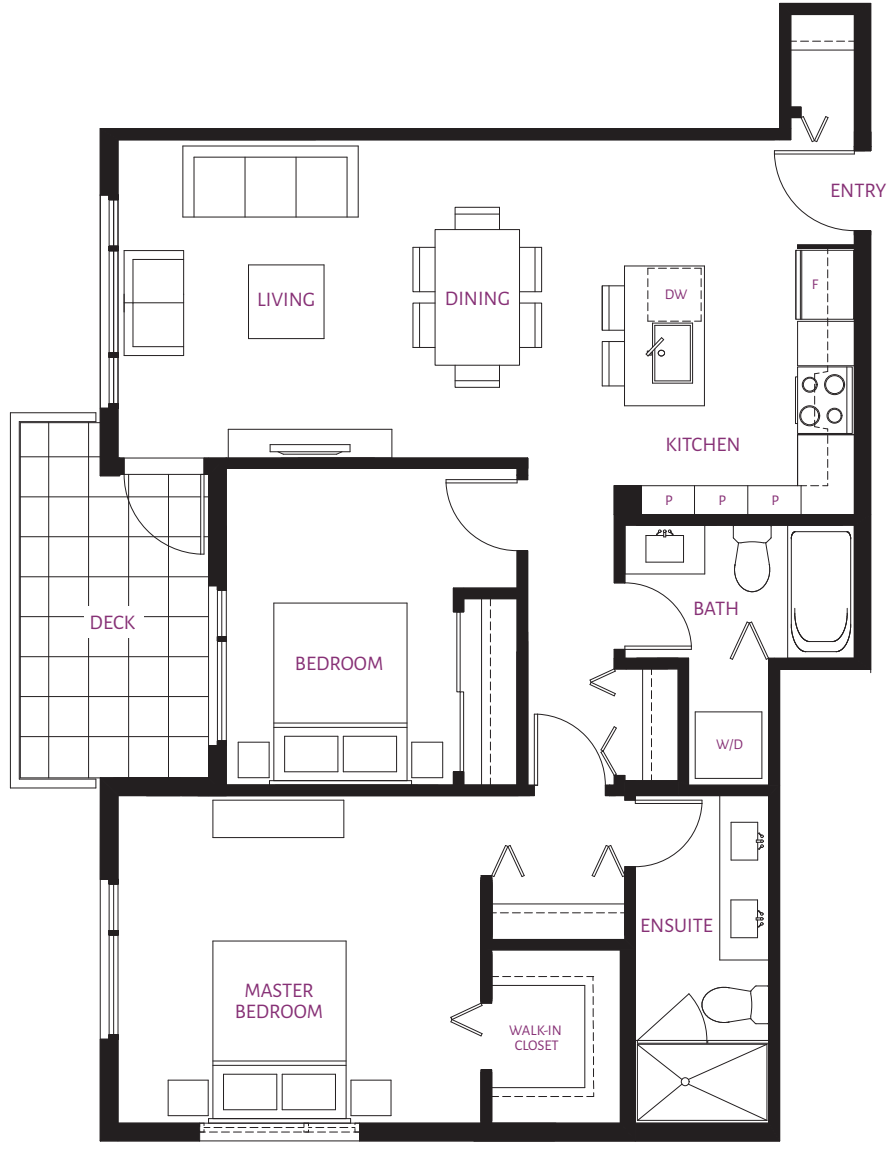 ENTRY
F
DW
LIVING
DINING
KITCHEN
P P P
BATH
DECK
BEDROOM
W/D
ENSUITE
MASTER
BEDROOM
WALK-IN
CLOSET